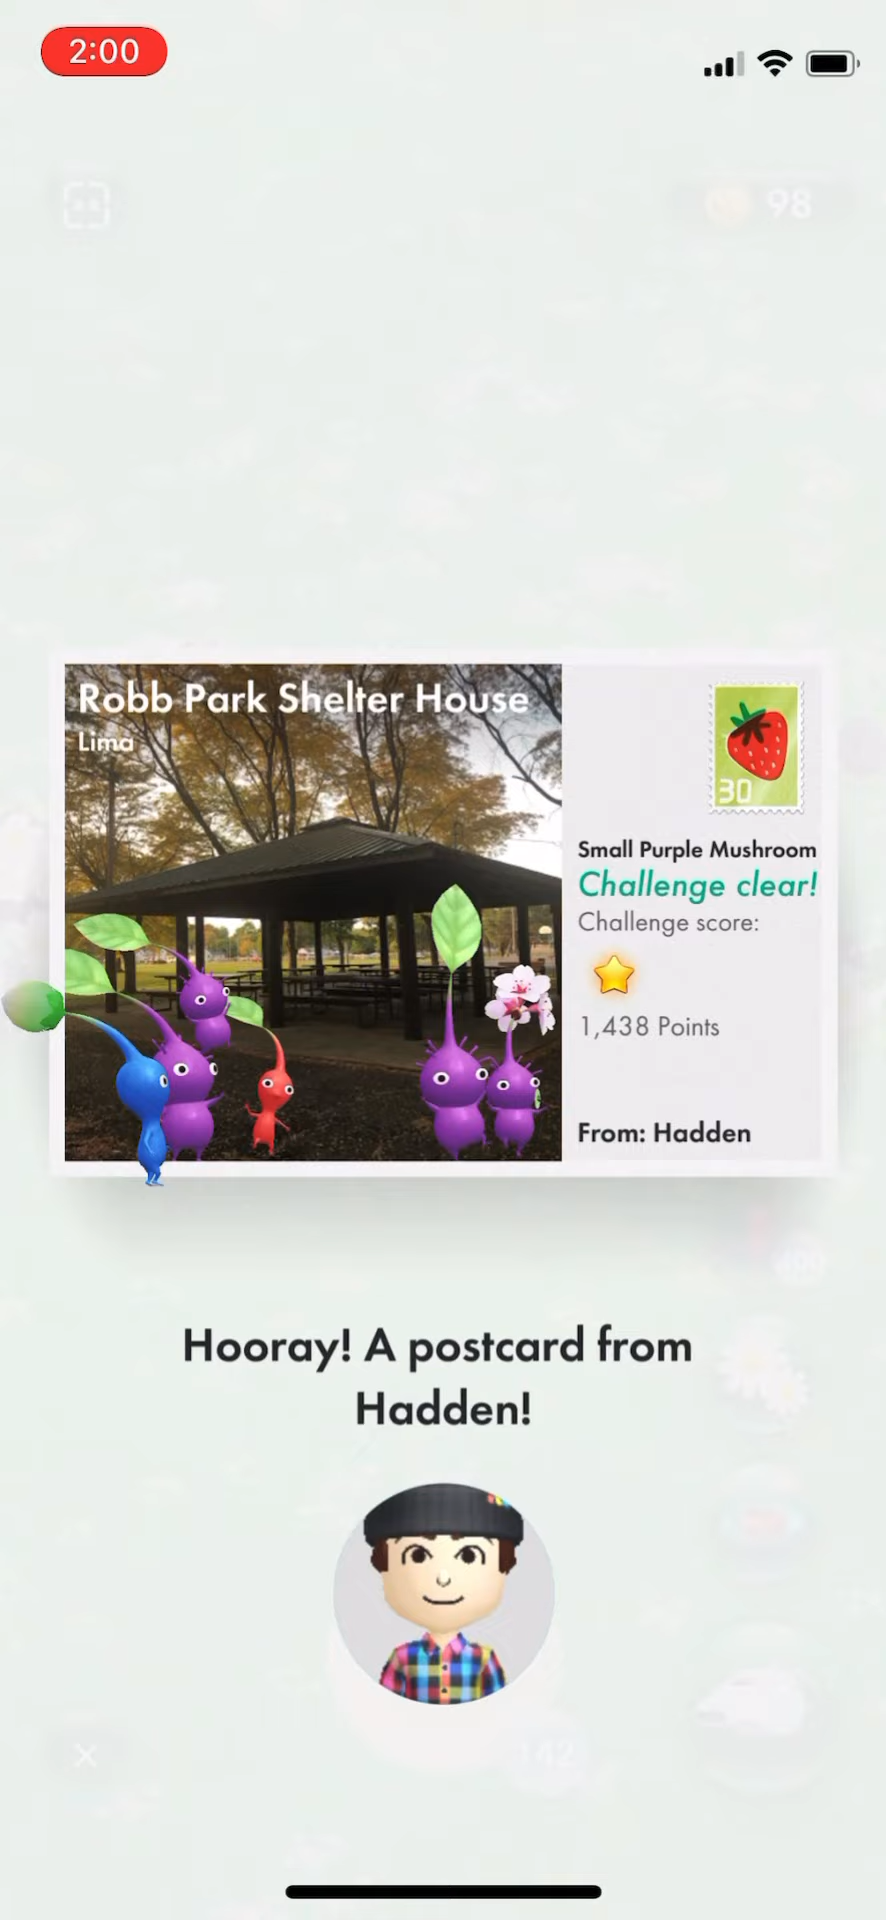 2:00
98
Robb Park Shelter House
Lima
30
Small Purple Mushroom
Challenge clear!
Challenge score:
1,438 Points
From: Hadden
Hooray! A postcard from
Hadden!
142